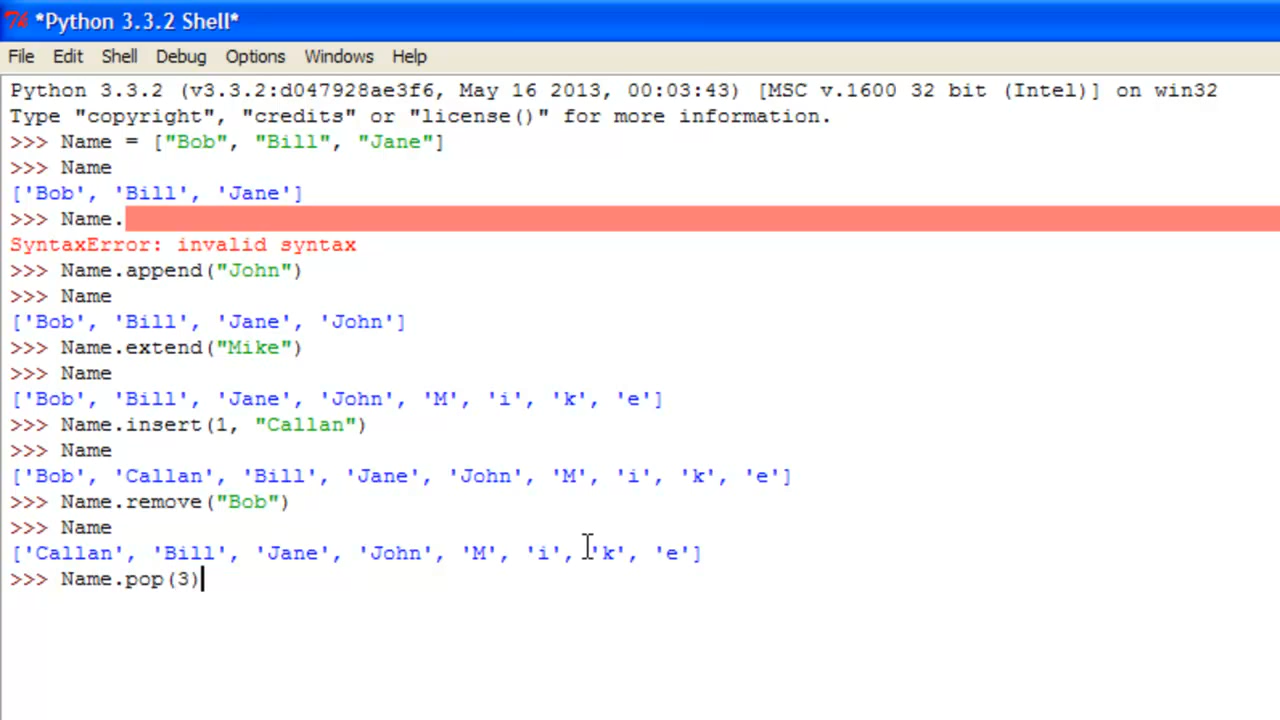 *Python 3.3.2 Shell*
File Edit Shell Debug Options Windows Help
Python 3.3.2 (v3.3.2:d047928ae3f6, May 16 2013, 00:03:43) [MSC v.1600 32 bit (Intel)] on win32
Type "copyright", "credits" or "license()" for more information.
>>> Name = ["Bob", "Bill", "Jane"]
>>> Name
['Bob', 'Bill', 'Jane']
>>> Name.
SyntaxError: invalid syntax
>>> Name.append("John")
>>> Name
['Bob', 'Bill', 'Jane', 'John']
>>> Name.extend("Mike")
>>> Name
['Bob', 'Bill', 'Jane', 'John', 'M', 'i', 'k', 'e']
>>> Name.insert(1, "Callan")
>>> Name
['Bob', 'Callan', 'Bill', 'Jane', 'John', 'M', 'i', 'k', 'e']
>>> Name.remove("Bob")
>>> Name
['Callan', 'Bill', 'Jane', 'John', 'M', 'i', 'k', 'e']
>>> Name.pop(3)